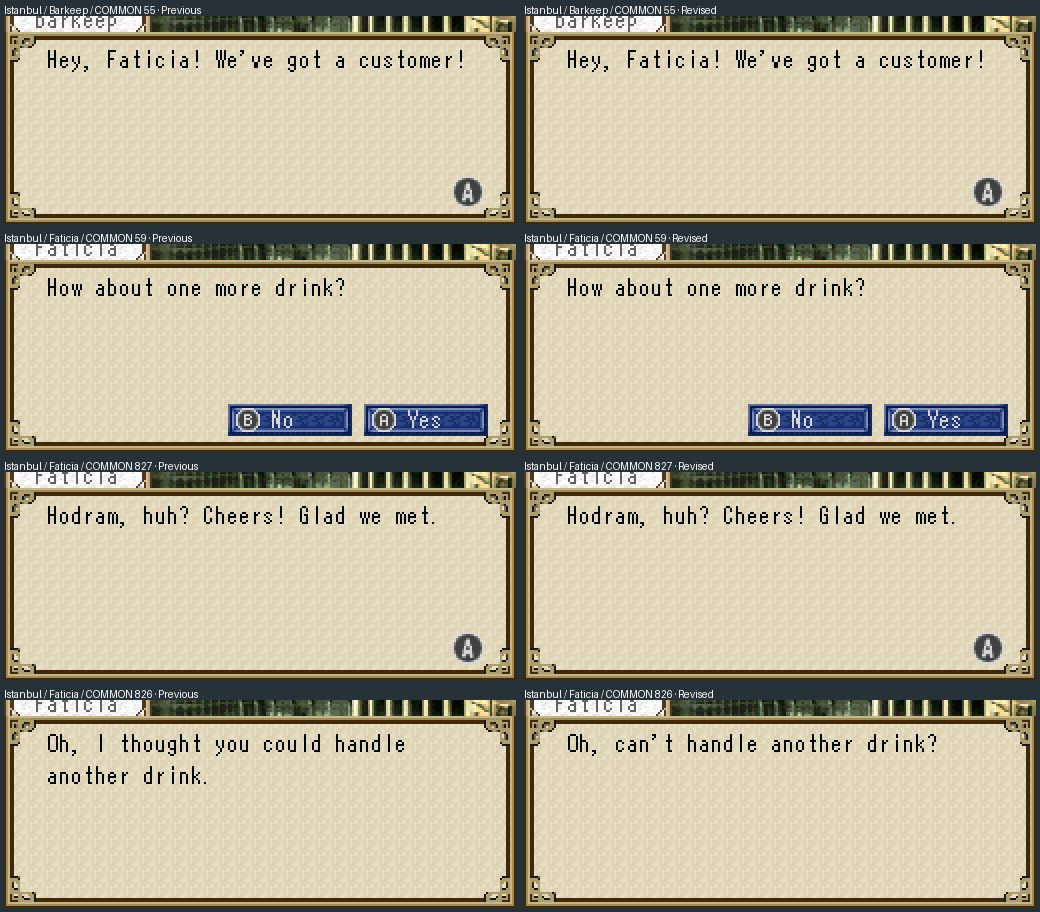 Istanbul / Barkeep / COMMON 55 · Previous
Istanbul / Barkeep / COMMON 55 · Revised
Barkeep
Barkeep
Hey, Faticia! We've got a customer!
Hey, Faticia! We've got a customer!
A
A
Istanbul / Faticia / COMMON 59 · Previous
Istanbul / Faticia / COMMON 59 · Revised
Faticia
Faticia
How about one more drink?
How about one more drink?
B No A Yes
B No A Yes
Istanbul / Faticia / COMMON 827 · Previous
Istanbul / Faticia / COMMON 827 · Revised
Faticia
Faticia
Hodram, huh? Cheers! Glad we met.
Hodram, huh? Cheers! Glad we met.
A
A
Istanbul / Faticia / COMMON 826 · Previous
Istanbul / Faticia / COMMON 826 · Revised
Faticia
Faticia
Oh, I thought you could handle
another drink.
Oh, can't handle another drink?